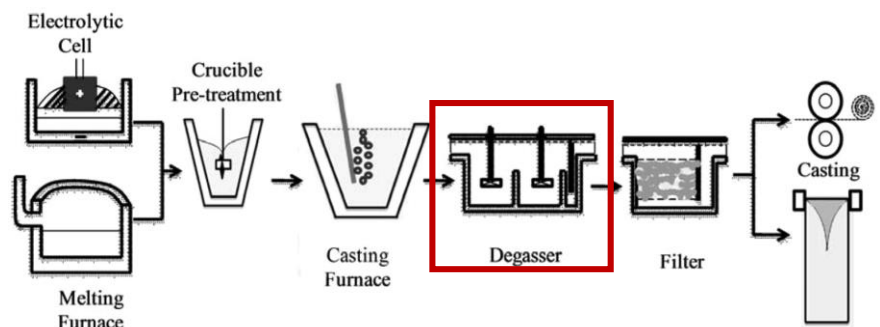 Electrolytic
Cell
Crucible
Pre-treatment
Melting
Furnace
Casting
Furnace
Degasser
Filter
Casting